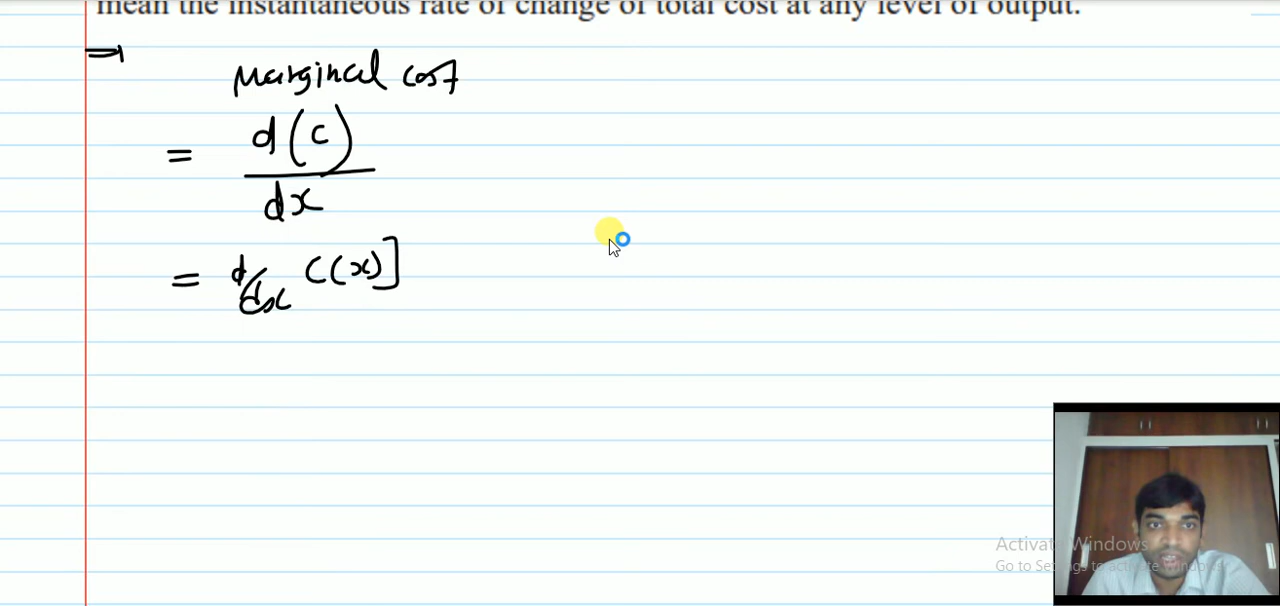 mean the instantaneous rate of change of total cost at any level of output.
Marginal cost
= d(c)
dx
= d/dx C(x)]
Activate Windows
Go to Settings to activate Windows.